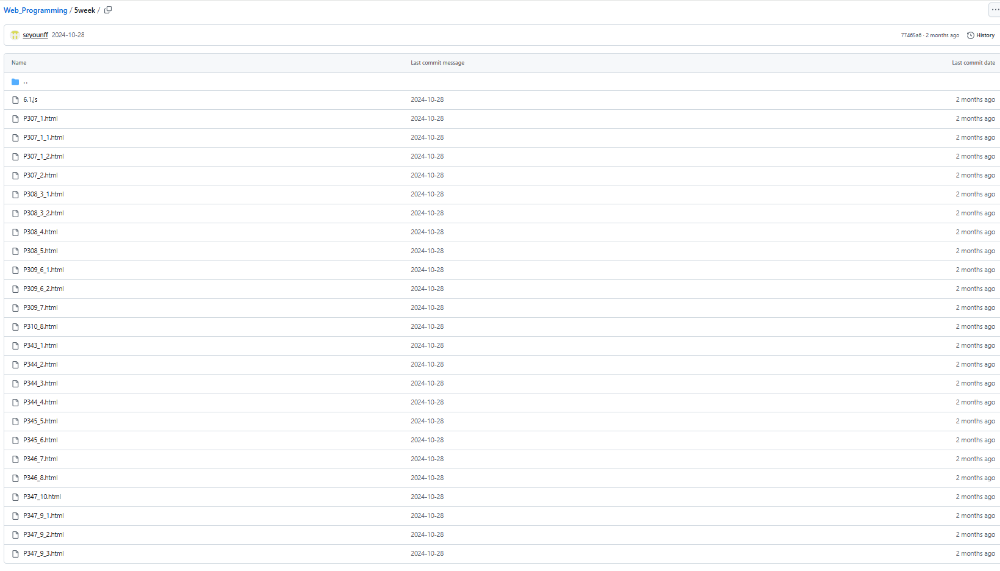 Web_Programming / 5week /
seyounff 2024-10-28 77465a6 · 2 months ago History
Name Last commit message Last commit date
..
6.1.js 2024-10-28 2 months ago
P307_1.html 2024-10-28 2 months ago
P307_1_1.html 2024-10-28 2 months ago
P307_1_2.html 2024-10-28 2 months ago
P307_2.html 2024-10-28 2 months ago
P308_3_1.html 2024-10-28 2 months ago
P308_3_2.html 2024-10-28 2 months ago
P308_4.html 2024-10-28 2 months ago
P308_5.html 2024-10-28 2 months ago
P309_6_1.html 2024-10-28 2 months ago
P309_6_2.html 2024-10-28 2 months ago
P309_7.html 2024-10-28 2 months ago
P310_8.html 2024-10-28 2 months ago
P343_1.html 2024-10-28 2 months ago
P344_2.html 2024-10-28 2 months ago
P344_3.html 2024-10-28 2 months ago
P344_4.html 2024-10-28 2 months ago
P345_5.html 2024-10-28 2 months ago
P345_6.html 2024-10-28 2 months ago
P346_7.html 2024-10-28 2 months ago
P346_8.html 2024-10-28 2 months ago
P347_10.html 2024-10-28 2 months ago
P347_9_1.html 2024-10-28 2 months ago
P347_9_2.html 2024-10-28 2 months ago
P347_9_3.html 2024-10-28 2 months ago